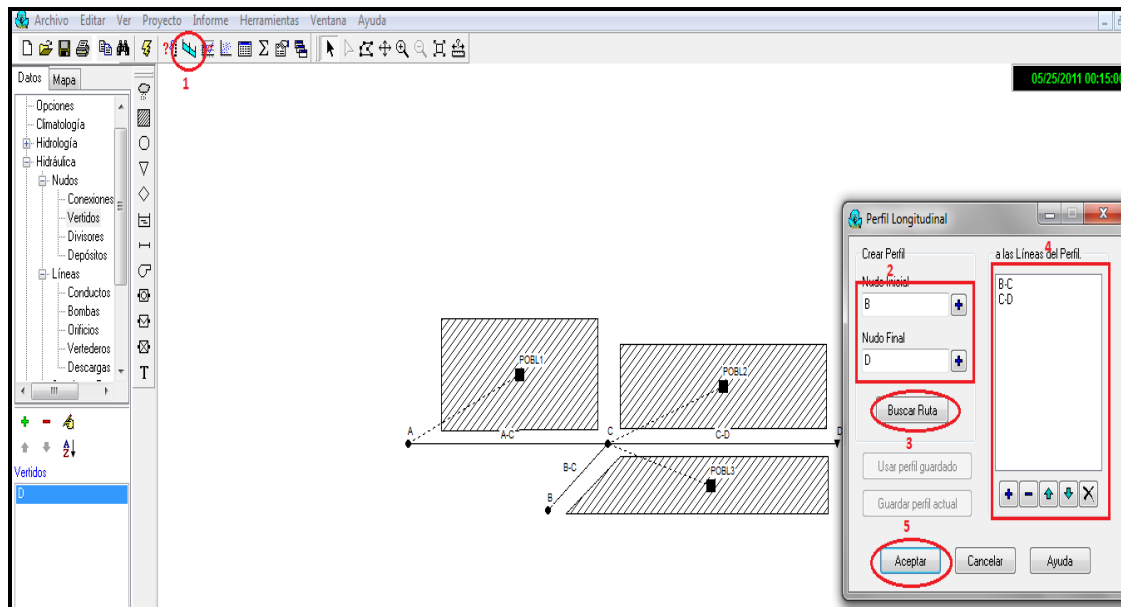 Archivo Editar Ver Proyecto Informe Herramientas Ventana Ayuda
1
Datos Mapa
05/25/2011 00:15:00
Opciones
Climatología
Hidrología
Hidráulica
Nudos
Conexiones
Vertidos
Divisores
Depósitos
Líneas
Conductos
Bombas
Orificios
Vertederos
Descargas
T
Vertidos
D
POBL1
POBL2
POBL3
A
A-C
C
C-D
D
B-C
B
Perfil Longitudinal
Crear Perfil
2
Nudo Inicial
B
Nudo Final
D
Buscar Ruta
3
Usar perfil guardado
Guardar perfil actual
4
a las Líneas del Perfil.
B-C
C-D
5
Aceptar Cancelar Ayuda